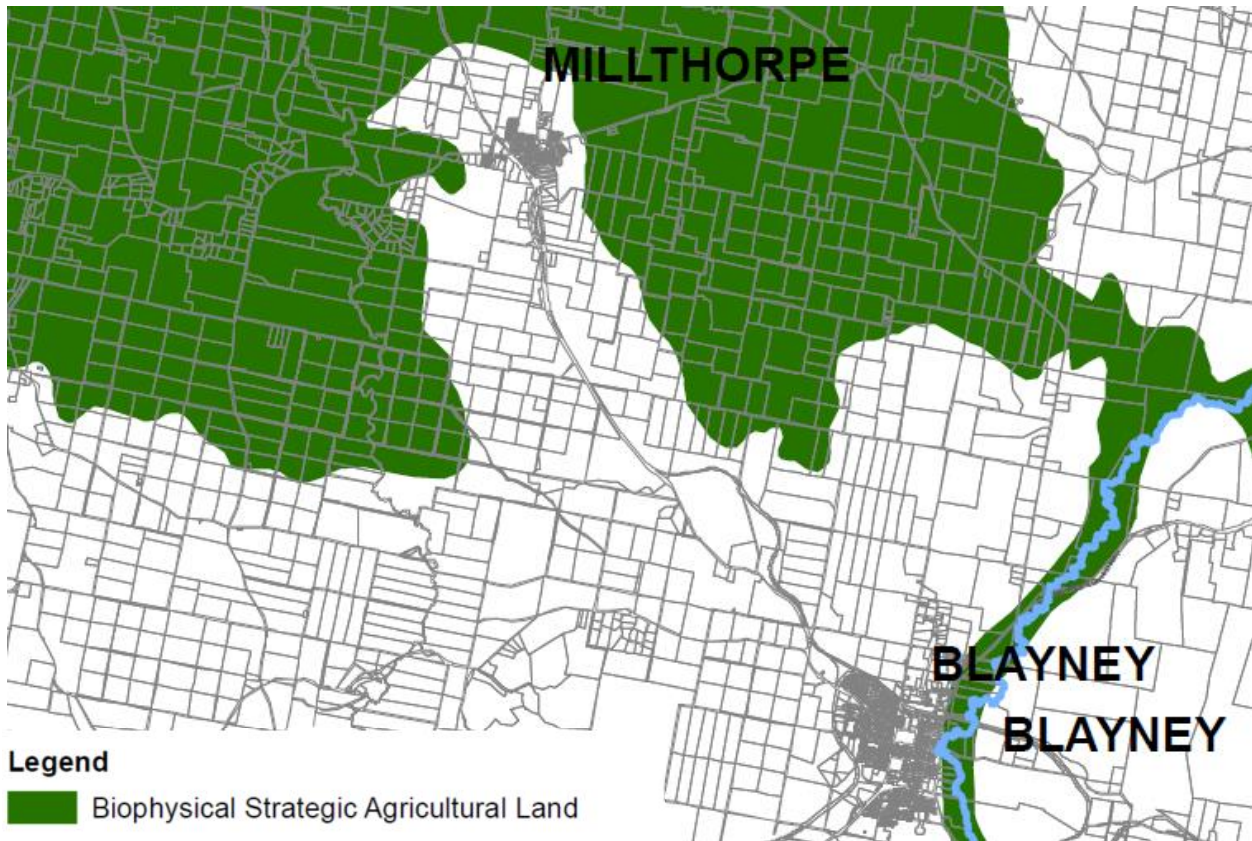 MILLTHORPE
BLAYNEY
BLAYNEY
Legend
Biophysical Strategic Agricultural Land